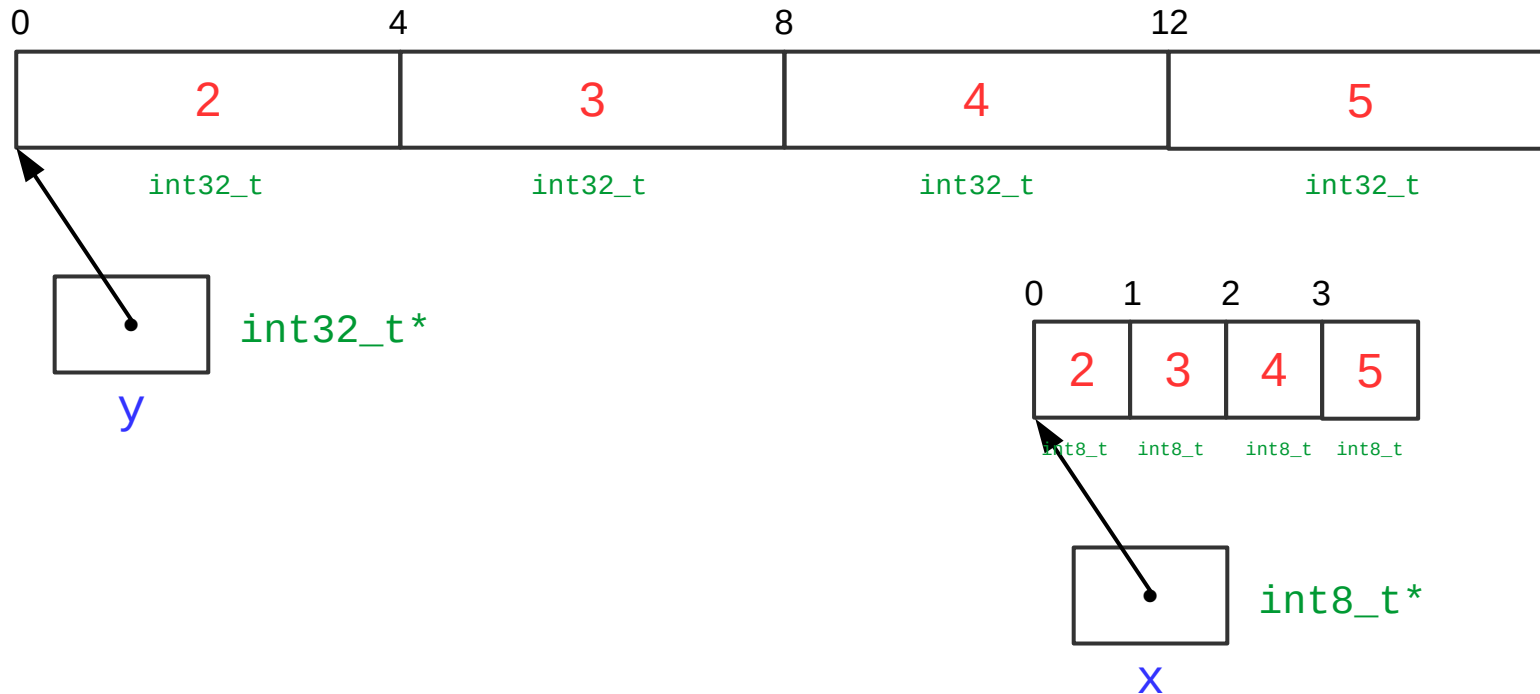 0 4 8 12
2 3 4 5
int32_t int32_t int32_t int32_t
int32_t*
y
0 1 2 3
2 3 4 5
int8_t int8_t int8_t int8_t
int8_t*
x